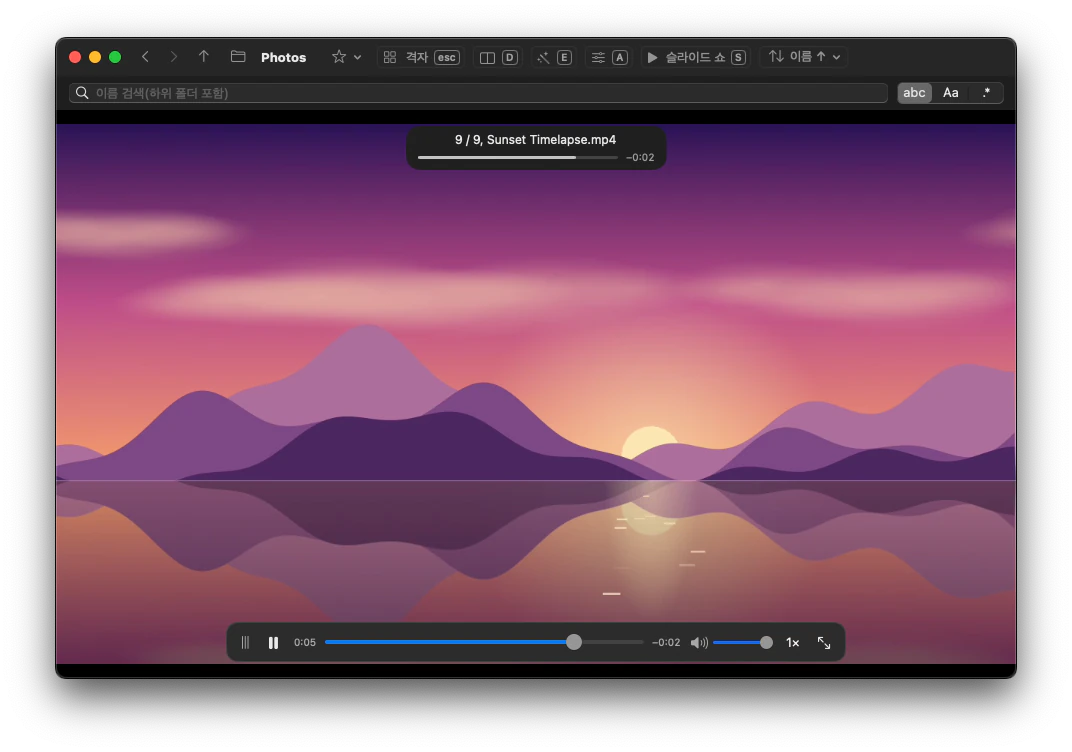 Photos
격자 esc
D
E
A
슬라이드 쇼 S
이름
이름 검색(하위 폴더 포함)
abc
Aa
.*
9 / 9, Sunset Timelapse.mp4
−0:02
0:05
−0:02
1×